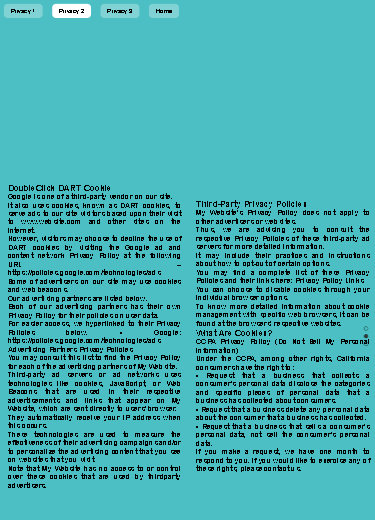 Privacy 1
Privacy 2
Privacy 3
Home
DoubleClick DART Cookie
Google is one of a third-party vendor on our site.
It also uses cookies, known as DART cookies, to
serve ads to our site visitors based upon their visit
to www.website.com and other sites on the
internet.
However, visitors may choose to decline the use of
DART cookies by visiting the Google ad and
content network Privacy Policy at the following
URL –
https://policies.google.com/technologies/ads
Some of advertisers on our site may use cookies
and web beacons.
Our advertising partners are listed below.
Each of our advertising partners has their own
Privacy Policy for their policies on user data.
For easier access, we hyperlinked to their Privacy
Policies below. • Google:
https://policies.google.com/technologies/ads
Advertising Partners Privacy Policies
You may consult this list to find the Privacy Policy
for each of the advertising partners of My Website.
Third-party ad servers or ad networks uses
technologies like cookies, JavaScript, or Web
Beacons that are used in their respective
advertisements and links that appear on My
Website, which are sent directly to users' browser.
They automatically receive your IP address when
this occurs.
These technologies are used to measure the
effectiveness of their advertising campaigns and/or
to personalize the advertising content that you see
on websites that you visit.
Note that My Website has no access to or control
over these cookies that are used by third-party
advertisers.
Third-Party Privacy Policies
My Website's Privacy Policy does not apply to
other advertisers or websites.
Thus, we are advising you to consult the
respective Privacy Policies of these third-party ad
servers for more detailed information.
It may include their practices and instructions
about how to opt-out of certain options.
You may find a complete list of these Privacy
Policies and their links here: Privacy Policy Links
You can choose to disable cookies through your
individual browser options.
To know more detailed information about cookie
management with specific web browsers, it can be
found at the browsers' respective websites.
What Are Cookies?
COPA Privacy Policy (Do Not Sell My Personal
Information)
Under the COPA, among other rights, California
consumers have the right to:
• Request that a business that collects a
consumer's personal data disclose the categories
and specific pieces of personal data that a
business has collected about consumers.
• Request that a business delete any personal data
about the consumer that a business has collected.
• Request that a business that sell a consumer's
personal data, not sell the consumer's personal
data.
If you make a request, we have one month to
respond to you. If you would like to exercise any of
these rights, please contact us.